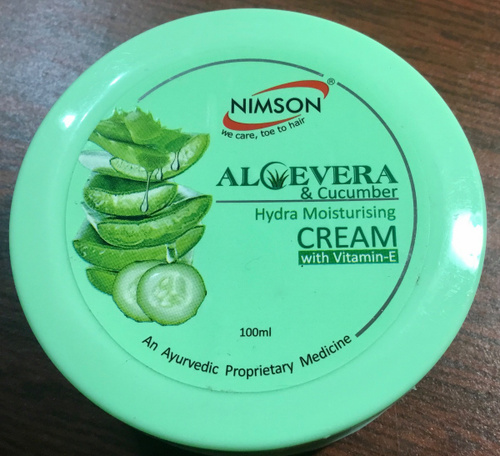 NIMSON®
we care, toe to hair
ALOEVERA
& Cucumber
Hydra Moisturising
CREAM
with Vitamin-E
100ml
An Ayurvedic Proprietary Medicine